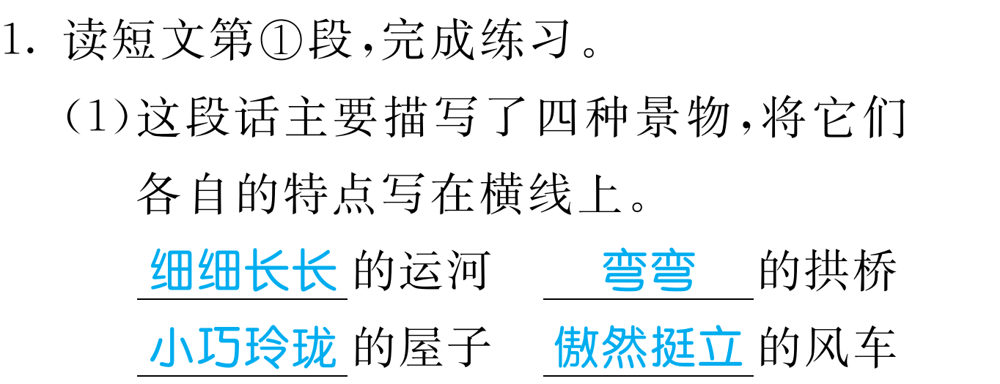 1. 读短文第①段,完成练习。
(1)这段话主要描写了四种景物,将它们
各自的特点写在横线上。
细细长长的运河 弯弯的拱桥
小巧玲珑的屋子 傲然挺立的风车